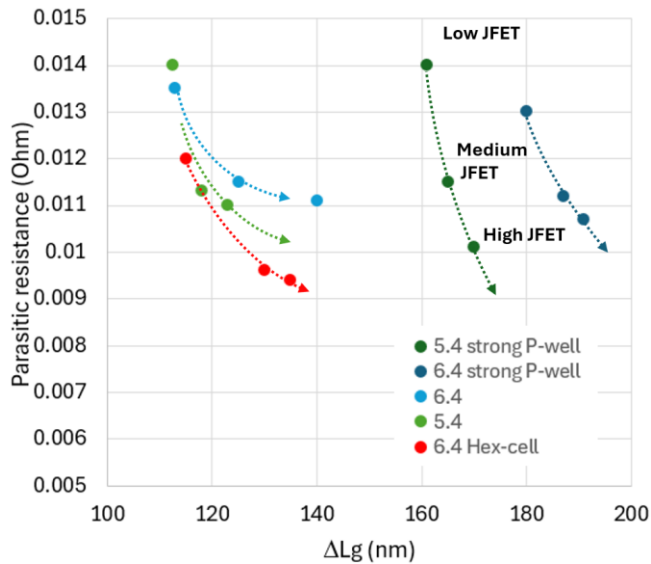 Parasitic resistance (Ohm)
0.015
0.014
0.013
0.012
0.011
0.01
0.009
0.008
0.007
0.006
0.005
Low JFET
Medium
JFET
High JFET
5.4 strong P-well
6.4 strong P-well
6.4
5.4
6.4 Hex-cell
100
120
140
160
180
200
ΔLg (nm)